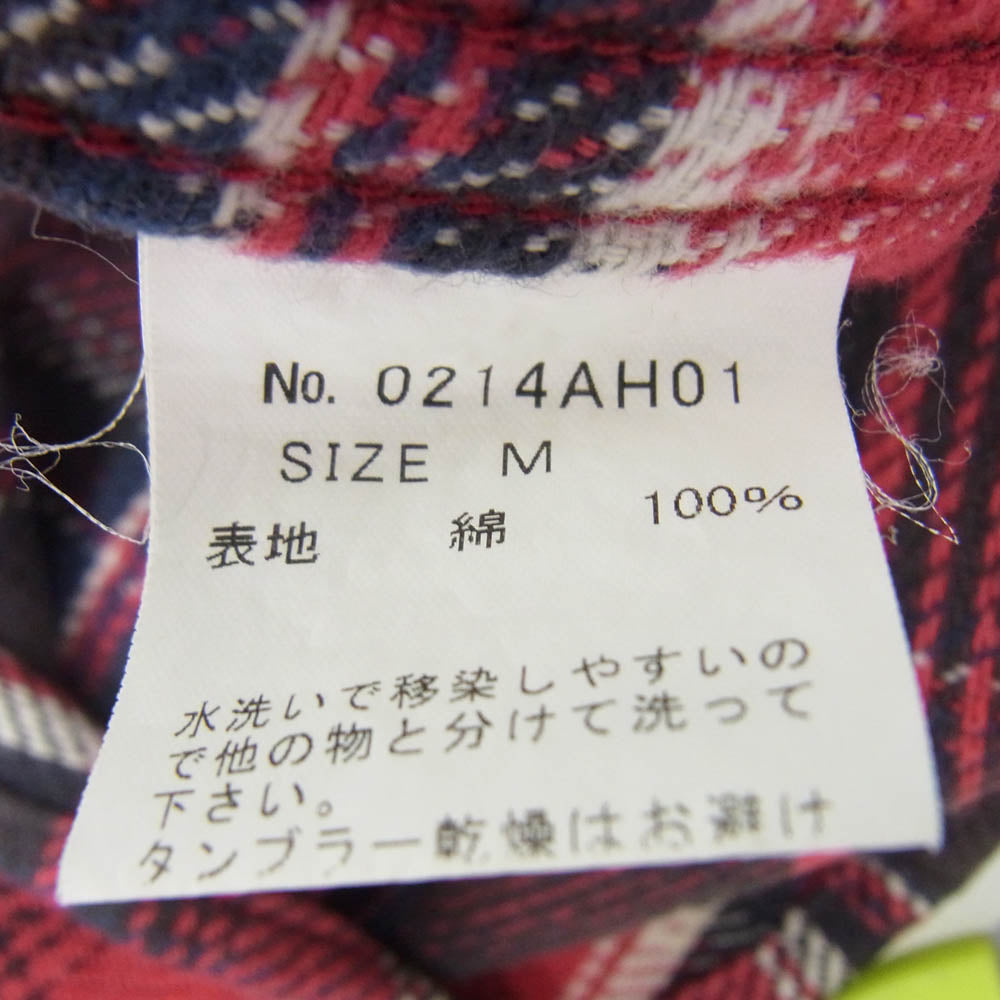 No. 0214AH01
SIZE M
表地 綿 100%
水洗いで移染しやすいの
で他の物と分けて洗って
下さい。
タンブラー乾燥はお避け